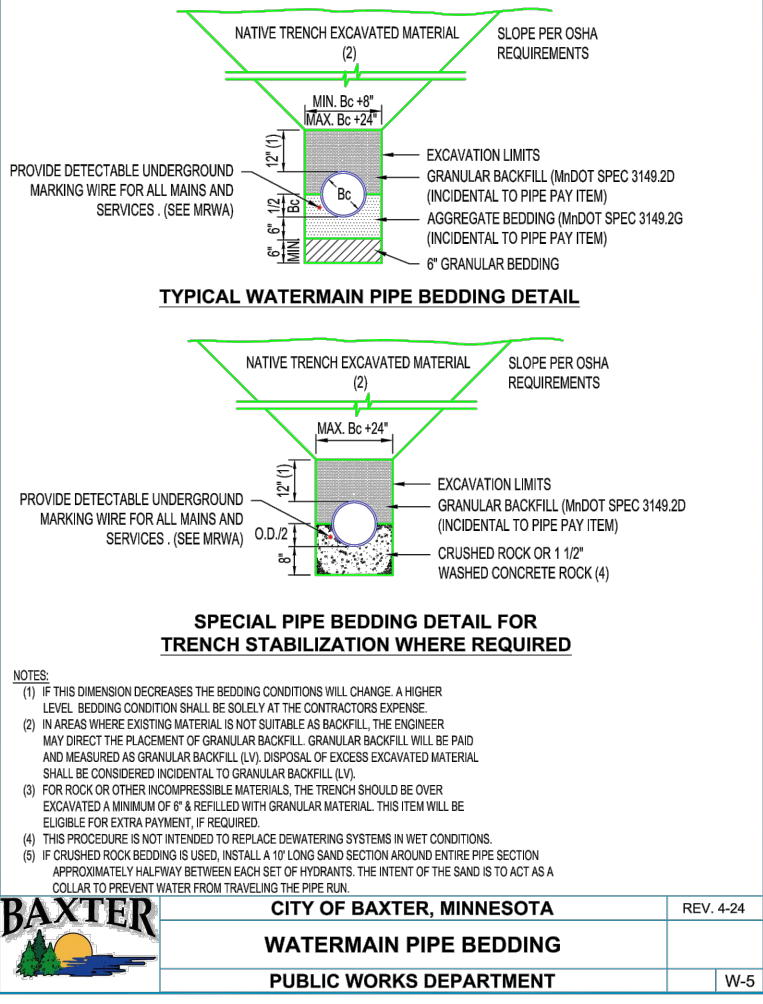 NATIVE TRENCH EXCAVATED MATERIAL
(2)
SLOPE PER OSHA
REQUIREMENTS
MIN. Bc +8"
MAX. Bc +24"
12" (1)
PROVIDE DETECTABLE UNDERGROUND
MARKING WIRE FOR ALL MAINS AND
SERVICES . (SEE MRWA)
Bc
1/2
Bc
6"
6"
MIN.
EXCAVATION LIMITS
GRANULAR BACKFILL (MnDOT SPEC 3149.2D
(INCIDENTAL TO PIPE PAY ITEM)
AGGREGATE BEDDING (MnDOT SPEC 3149.2G
(INCIDENTAL TO PIPE PAY ITEM)
6" GRANULAR BEDDING
TYPICAL WATERMAIN PIPE BEDDING DETAIL
NATIVE TRENCH EXCAVATED MATERIAL
(2)
SLOPE PER OSHA
REQUIREMENTS
MAX. Bc +24"
12" (1)
PROVIDE DETECTABLE UNDERGROUND
MARKING WIRE FOR ALL MAINS AND
SERVICES . (SEE MRWA)
O.D./2
8"
EXCAVATION LIMITS
GRANULAR BACKFILL (MnDOT SPEC 3149.2D
(INCIDENTAL TO PIPE PAY ITEM)
CRUSHED ROCK OR 1 1/2"
WASHED CONCRETE ROCK (4)
SPECIAL PIPE BEDDING DETAIL FOR
TRENCH STABILIZATION WHERE REQUIRED
NOTES:
(1) IF THIS DIMENSION DECREASES THE BEDDING CONDITIONS WILL CHANGE. A HIGHER
LEVEL BEDDING CONDITION SHALL BE SOLELY AT THE CONTRACTORS EXPENSE.
(2) IN AREAS WHERE EXISTING MATERIAL IS NOT SUITABLE AS BACKFILL, THE ENGINEER
MAY DIRECT THE PLACEMENT OF GRANULAR BACKFILL. GRANULAR BACKFILL WILL BE PAID
AND MEASURED AS GRANULAR BACKFILL (LV). DISPOSAL OF EXCESS EXCAVATED MATERIAL
SHALL BE CONSIDERED INCIDENTAL TO GRANULAR BACKFILL (LV).
(3) FOR ROCK OR OTHER INCOMPRESSIBLE MATERIALS, THE TRENCH SHOULD BE OVER
EXCAVATED A MINIMUM OF 6" & REFILLED WITH GRANULAR MATERIAL. THIS ITEM WILL BE
ELIGIBLE FOR EXTRA PAYMENT, IF REQUIRED.
(4) THIS PROCEDURE IS NOT INTENDED TO REPLACE DEWATERING SYSTEMS IN WET CONDITIONS.
(5) IF CRUSHED ROCK BEDDING IS USED, INSTALL A 10' LONG SAND SECTION AROUND ENTIRE PIPE SECTION
APPROXIMATELY HALFWAY BETWEEN EACH SET OF HYDRANTS. THE INTENT OF THE SAND IS TO ACT AS A
COLLAR TO PREVENT WATER FROM TRAVELING THE PIPE RUN.
BAXTER
CITY OF BAXTER, MINNESOTA
REV. 4-24
WATERMAIN PIPE BEDDING
PUBLIC WORKS DEPARTMENT
W-5